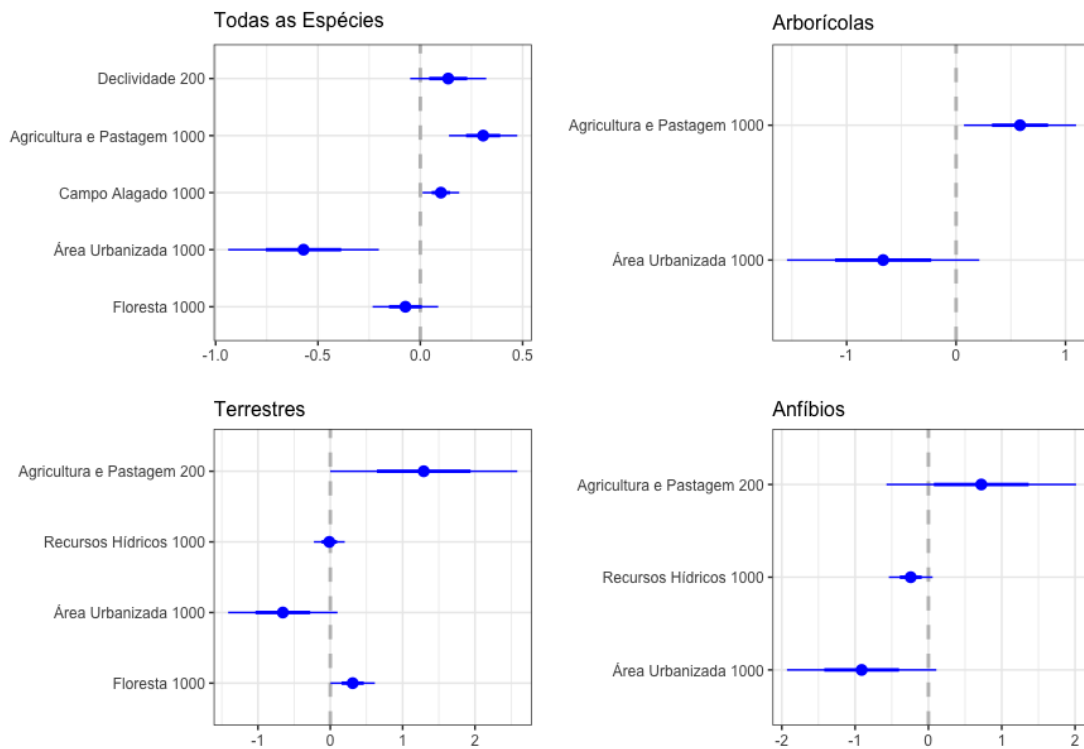 Todas as Espécies
Declividade 200
Agricultura e Pastagem 1000
Campo Alagado 1000
Área Urbanizada 1000
Floresta 1000
-1.0 -0.5 0.0 0.5
Arborícolas
Agricultura e Pastagem 1000
Área Urbanizada 1000
-1 0 1
Terrestres
Agricultura e Pastagem 200
Recursos Hídricos 1000
Área Urbanizada 1000
Floresta 1000
-1 0 1 2
Anfíbios
Agricultura e Pastagem 200
Recursos Hídricos 1000
Área Urbanizada 1000
-2 -1 0 1 2